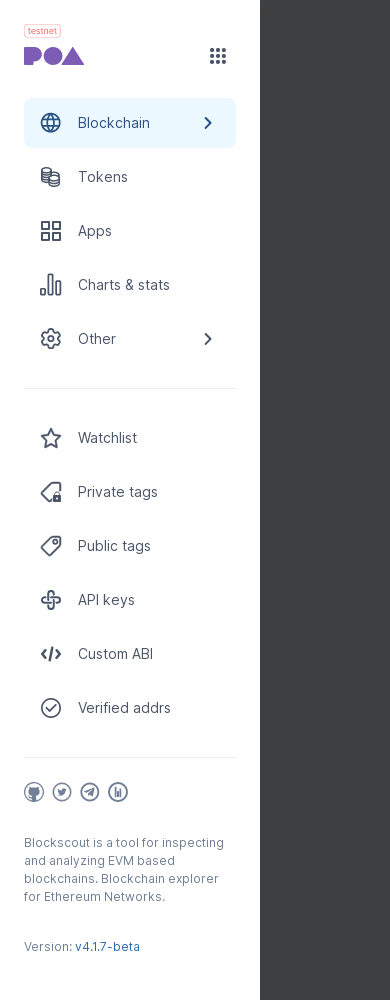 testnet
POA
Blockchain
Tokens
Apps
Charts & stats
Other
Watchlist
Private tags
Public tags
API keys
Custom ABI
Verified addrs
Blockscout is a tool for inspecting
and analyzing EVM based
blockchains. Blockchain explorer
for Ethereum Networks.
Version: v4.1.7-beta